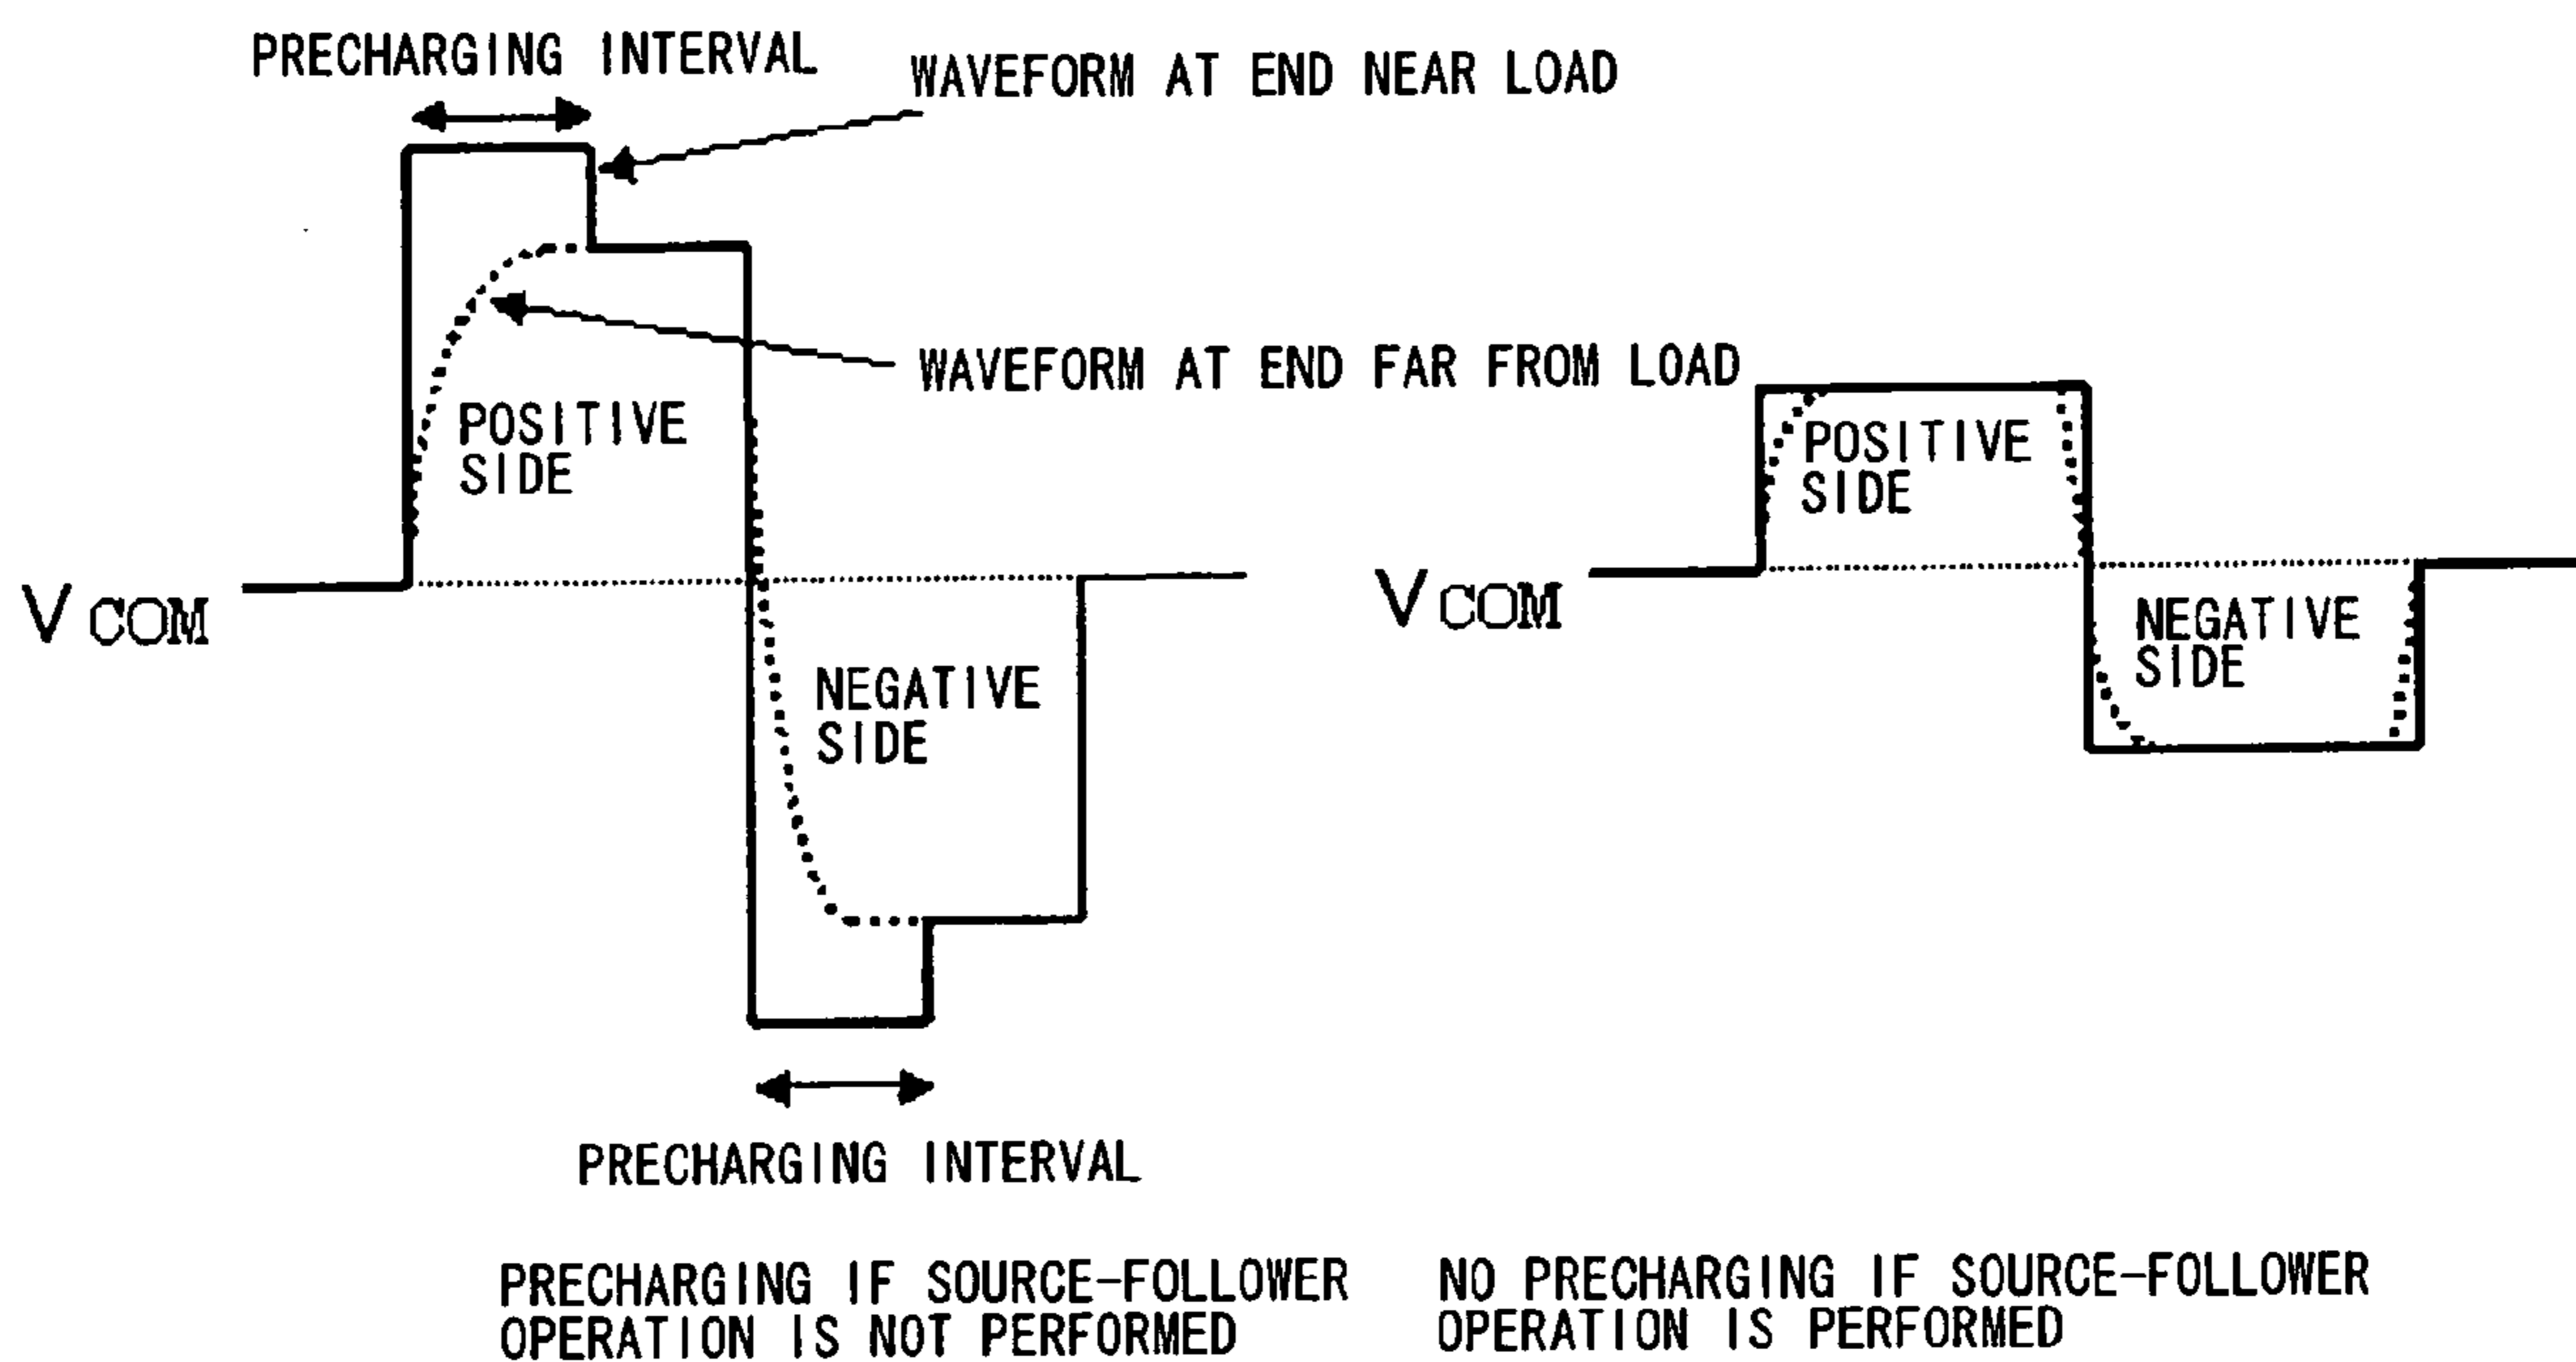 PRECHARGING INTERVAL
WAVEFORM AT END NEAR LOAD
WAVEFORM AT END FAR FROM LOAD
POSITIVE
SIDE
VCOM
NEGATIVE
SIDE
PRECHARGING INTERVAL
PRECHARGING IF SOURCE-FOLLOWER
OPERATION IS NOT PERFORMED
POSITIVE
SIDE
VCOM
NEGATIVE
SIDE
NO PRECHARGING IF SOURCE-FOLLOWER
OPERATION IS PERFORMED